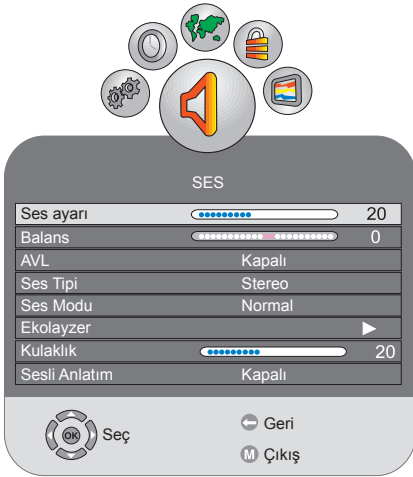 SES
Ses ayarı 20
Balans 0
AVL Kapalı
Ses Tipi Stereo
Ses Modu Normal
Ekolayzer
Kulaklık 20
Sesli Anlatım Kapalı
OK Seç
Geri
M Çıkış